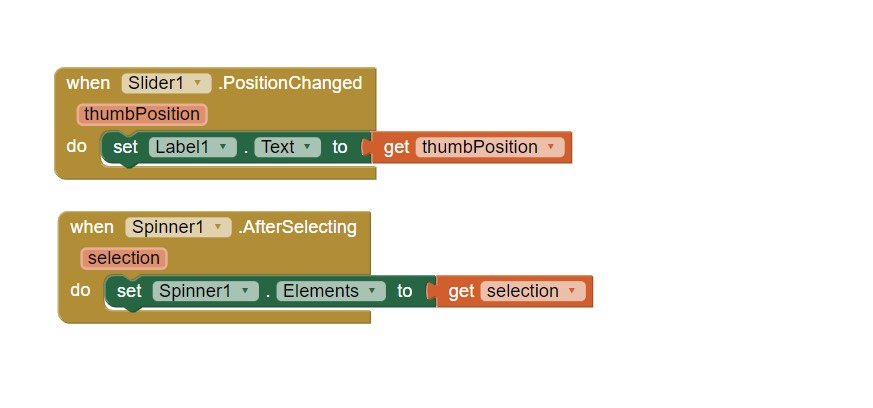 when Slider1 .PositionChanged
thumbPosition
do set Label1 . Text to get thumbPosition
when Spinner1 .AfterSelecting
selection
do set Spinner1 . Elements to get selection